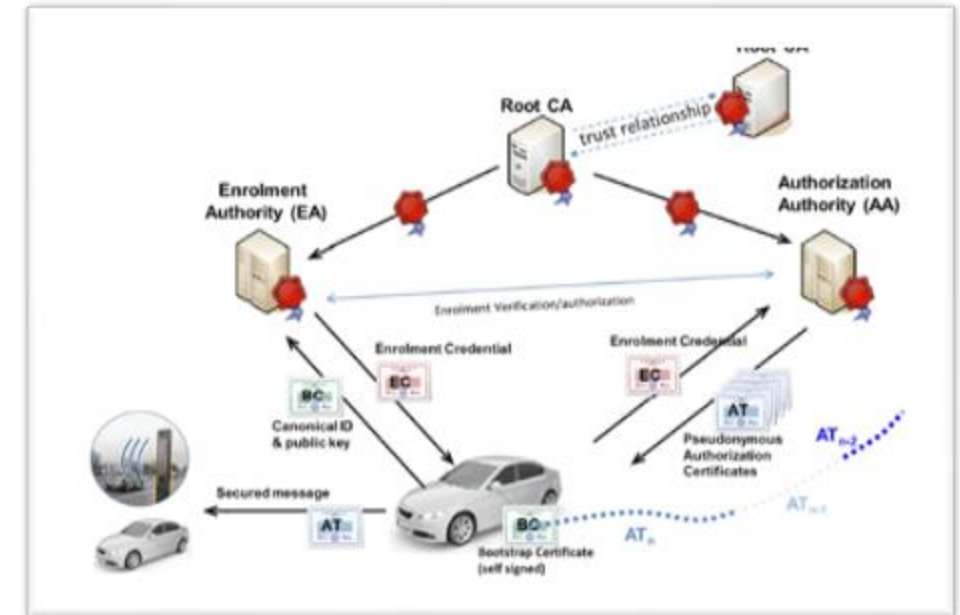 Root CA
trust relationship
Enrolment
Authority (EA)
Authorization
Authority (AA)
Enrolment Verification/authorization
Enrolment Credential
EC
BC
Canonical ID
& public key
Enrolment Credential
EC
AT
Pseudonymous
Authorization
Certificates
Secured message
AT
BC
Bootstrap Certificate
(self signed)
ATn